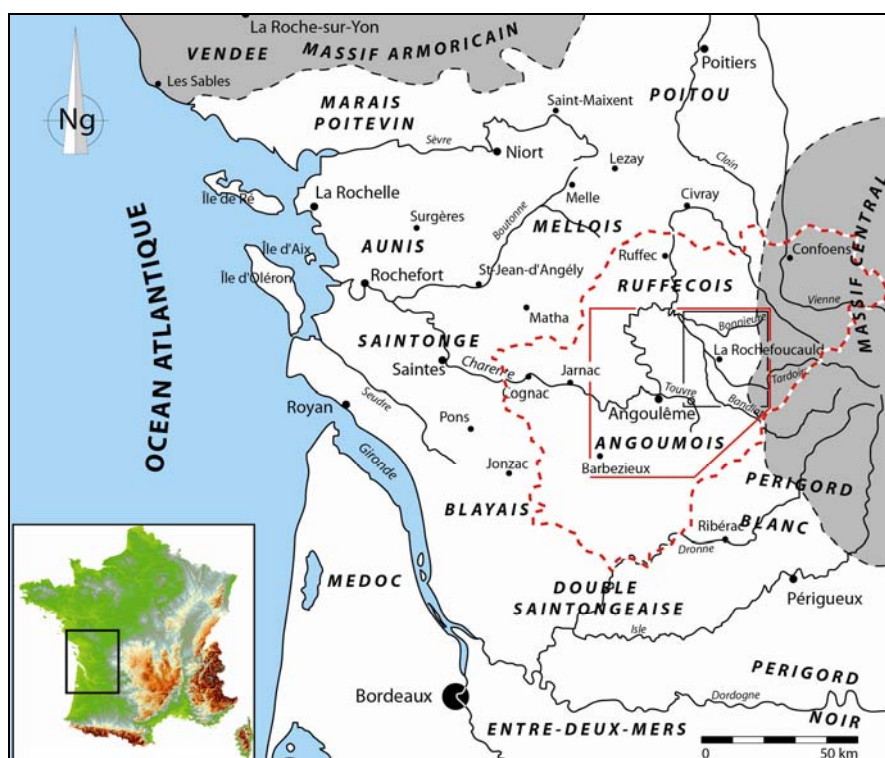 La Roche-sur-Yon
VENDEE
MASSIF ARMORICAIN
Les Sables
Poitiers
Ng
MARAIS
POITEVIN
Saint-Maixent
POITOU
Sèvre
Niort
Lezay
Clain
Île de Ré
La Rochelle
Melle
Civray
MASSIF CENTRAL
Surgères
Boutonne
MELLOIS
OCEAN ATLANTIQUE
Île d'Aix
AUNIS
Ruffec
Confoens
Île d'Oléron
Rochefort
St-Jean-d'Angély
RUFFECOIS
Vienne
Matha
Bonnieure
SAINTONGE
La Rochefoucauld
Saintes
Charente
Jarnac
Tardoir
Cognac
Touvre
Bandiat
Royan
Seudre
Angoulême
Pons
ANGOUMOIS
Gironde
Jonzac
Barbezieux
BLAYAIS
PERIGORD
BLANC
Ribérac
Dronne
MEDOC
DOUBLE
SAINTONGEAISE
Périgueux
Isle
PERIGORD
Bordeaux
Dordogne
NOIR
ENTRE-DEUX-MERS
0 50 km